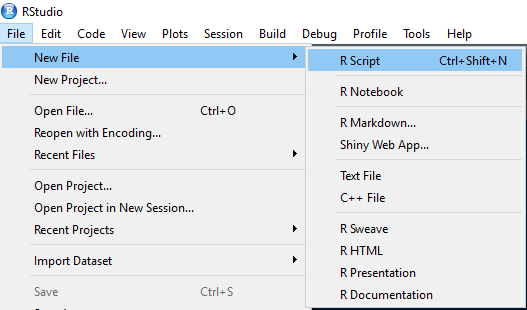 RStudio
File Edit Code View Plots Session Build Debug Profile Tools Help
New File
New Project...
Open File... Ctrl+O
Reopen with Encoding...
Recent Files
Open Project...
Open Project in New Session...
Recent Projects
Import Dataset
Save Ctrl+S
R Script Ctrl+Shift+N
R Notebook
R Markdown...
Shiny Web App...
Text File
C++ File
R Sweave
R HTML
R Presentation
R Documentation